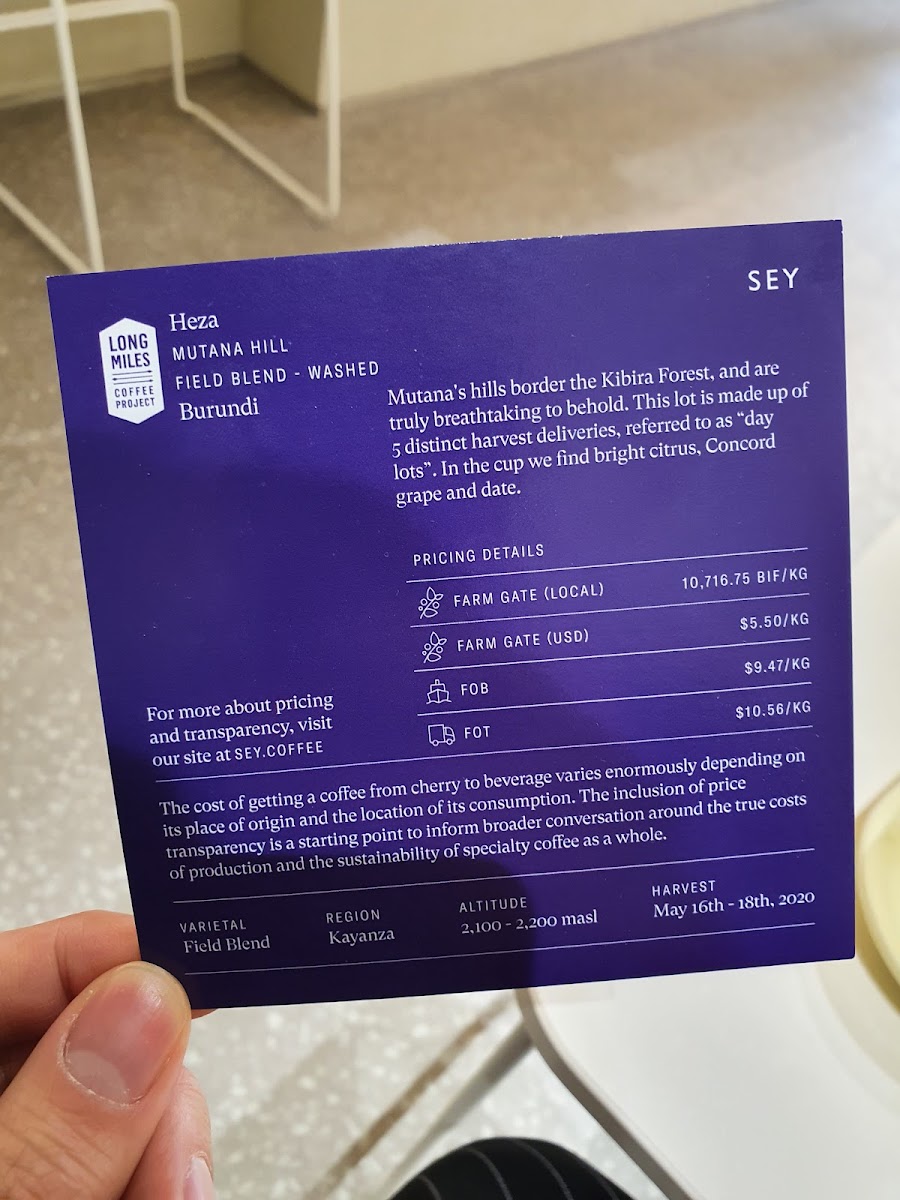 SEY
LONG
MILES
COFFEE
PROJECT
Heza
MUTANA HILL
FIELD BLEND - WASHED
Burundi
Mutana's hills border the Kibira Forest, and are
truly breathtaking to behold. This lot is made up of
5 distinct harvest deliveries, referred to as “day
lots”. In the cup we find bright citrus, Concord
grape and date.
PRICING DETAILS
FARM GATE (LOCAL) 10,716.75 BIF/KG
FARM GATE (USD) $5.50/KG
FOB $9.47/KG
FOT $10.56/KG
For more about pricing
and transparency, visit
our site at SEY.COFFEE
The cost of getting a coffee from cherry to beverage varies enormously depending on
its place of origin and the location of its consumption. The inclusion of price
transparency is a starting point to inform broader conversation around the true costs
of production and the sustainability of specialty coffee as a whole.
VARIETAL
Field Blend
REGION
Kayanza
ALTITUDE
2,100 - 2,200 masl
HARVEST
May 16th - 18th, 2020